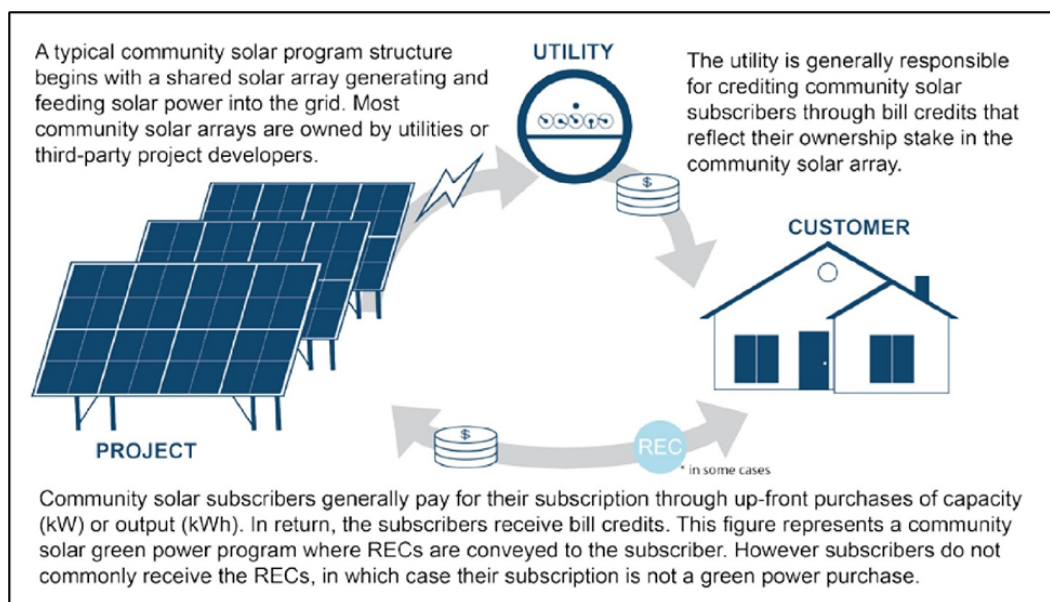 A typical community solar program structure
begins with a shared solar array generating and
feeding solar power into the grid. Most
community solar arrays are owned by utilities or
third-party project developers.
UTILITY
The utility is generally responsible
for crediting community solar
subscribers through bill credits that
reflect their ownership stake in the
community solar array.
$
CUSTOMER
PROJECT
$
REC
* in some cases
Community solar subscribers generally pay for their subscription through up-front purchases of capacity
(kW) or output (kWh). In return, the subscribers receive bill credits. This figure represents a community
solar green power program where RECs are conveyed to the subscriber. However subscribers do not
commonly receive the RECs, in which case their subscription is not a green power purchase.